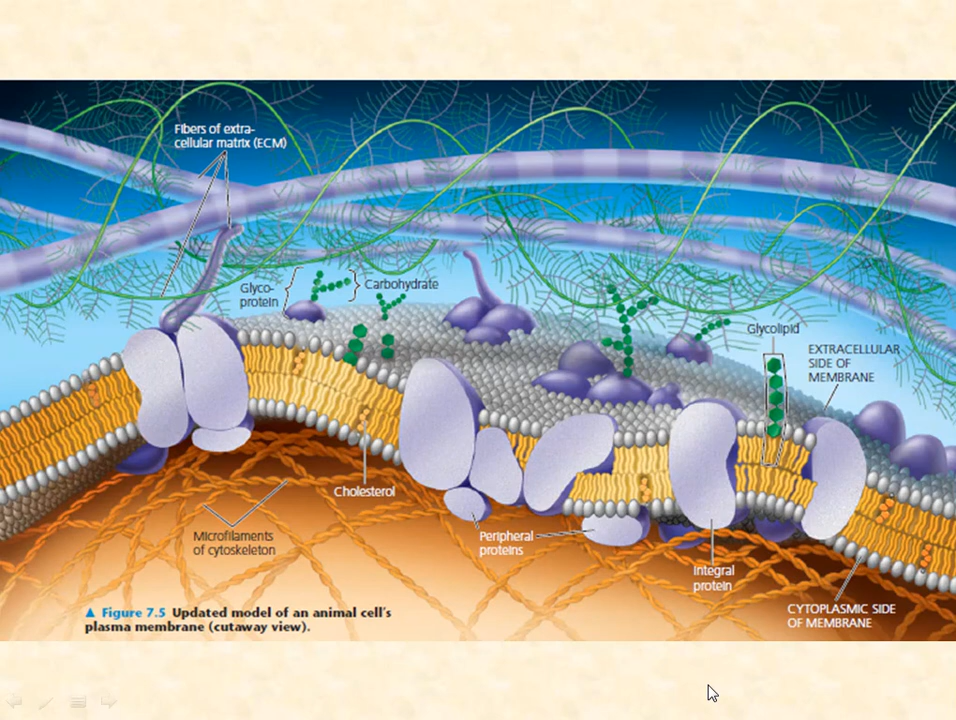 Fibers of extra-
cellular matrix (ECM)
Glyco-
protein
Carbohydrate
Glycolipid
EXTRACELLULAR
SIDE OF
MEMBRANE
Cholesterol
Microfilaments
of cytoskeleton
Peripheral
proteins
Integral
protein
CYTOPLASMIC SIDE
OF MEMBRANE
▲ Figure 7.5 Updated model of an animal cell's
plasma membrane (cutaway view).